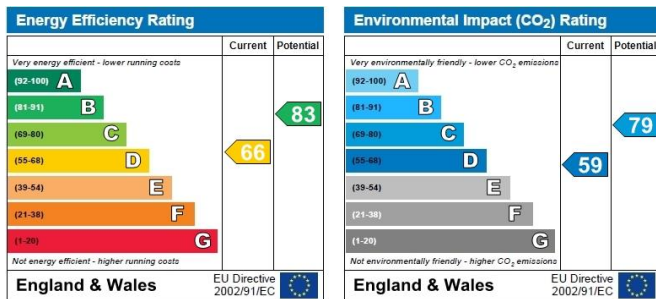 Energy Efficiency Rating
Current Potential
Very energy efficient - lower running costs
(92-100) A
(81-91) B
(69-80) C
(55-68) D
(39-54) E
(21-38) F
(1-20) G
83
66
Not energy efficient - higher running costs
England & Wales
EU Directive
2002/91/EC
Environmental Impact (CO₂) Rating
Current Potential
Very environmentally friendly - lower CO₂ emissions
(92-100) A
(81-91) B
(69-80) C
(55-68) D
(39-54) E
(21-38) F
(1-20) G
79
59
Not environmentally friendly - higher CO₂ emissions
England & Wales
EU Directive
2002/91/EC